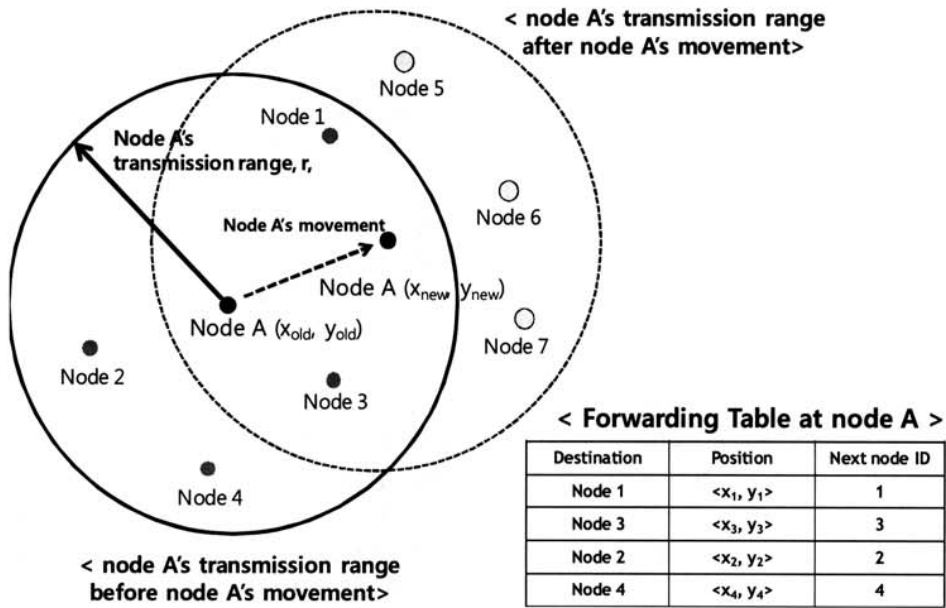 < node A's transmission range
after node A's movement>
Node 5
Node 1
Node A's
transmission range, r,
Node 6
Node A's movement
Node A (xnew, ynew)
Node A (xold, yold)
Node 7
Node 2
Node 3
Node 4
< Forwarding Table at node A >
Destination Position Next node ID
Node 1 <x1, y1> 1
Node 3 <x3, y3> 3
Node 2 <x2, y2> 2
Node 4 <x4, y4> 4
< node A's transmission range
before node A's movement>